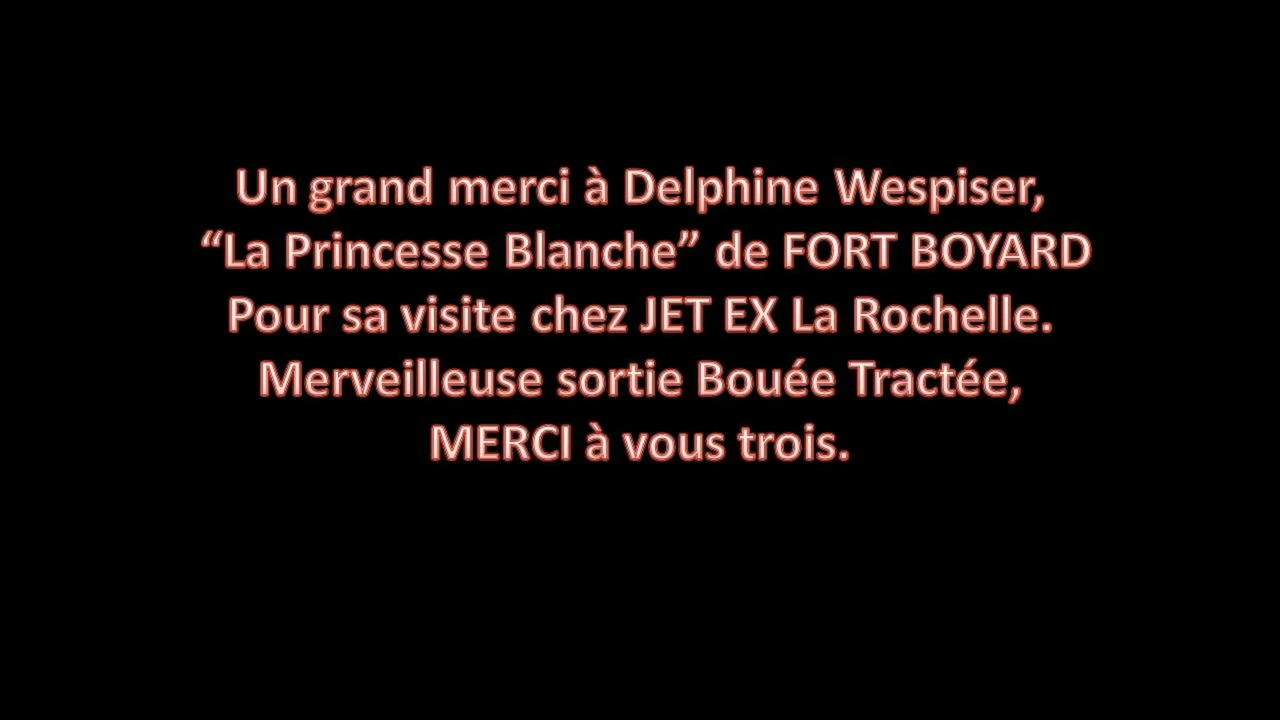 Un grand merci à Delphine Wespiser,
“La Princesse Blanche” de FORT BOYARD
Pour sa visite chez JET EX La Rochelle.
Merveilleuse sortie Bouée Tractée,
MERCI à vous trois.